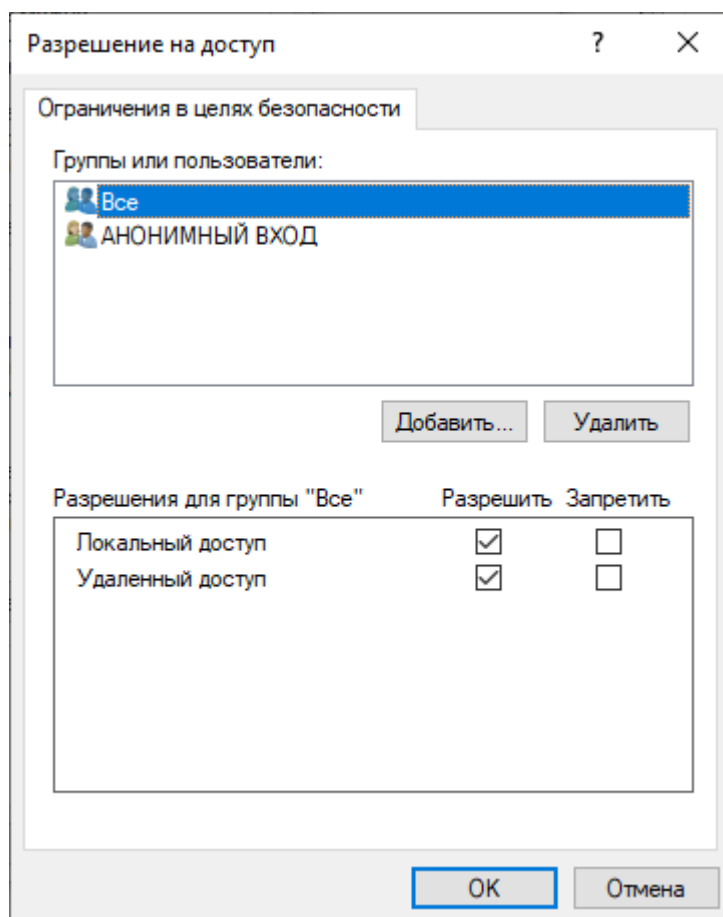 Разрешение на доступ ?
Ограничения в целях безопасности
Группы или пользователи:
Все
АНОНИМНЫЙ ВХОД
Добавить... Удалить
Разрешения для группы "Все" Разрешить Запретить
Локальный доступ
Удаленный доступ
OK Отмена